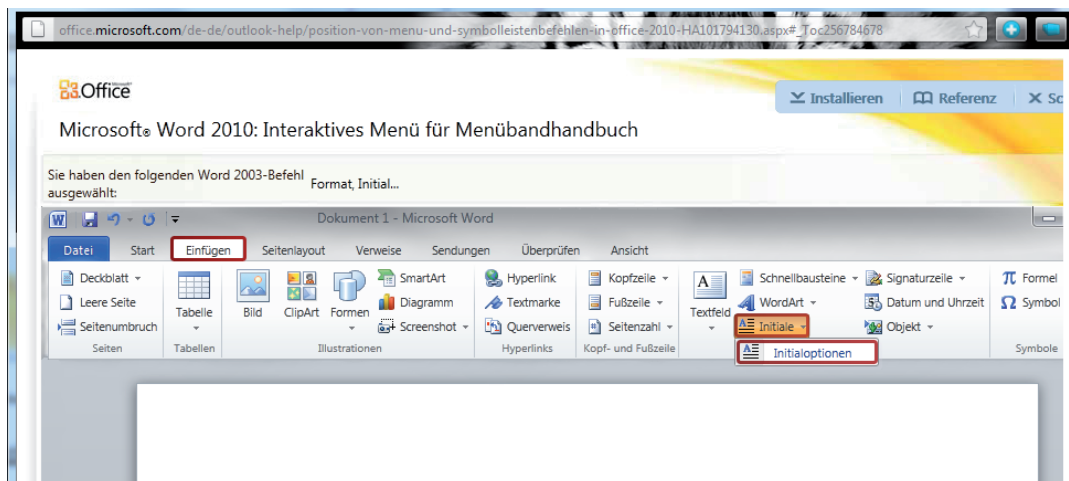 office.microsoft.com/de-de/outlook-help/position-von-menu-und-symbolleistenbefehlen-in-office-2010-HA101794130.aspx#_Toc256784678
Microsoft
Office
Installieren Referenz Sc
Microsoft® Word 2010: Interaktives Menü für Menübandhandbuch
Sie haben den folgenden Word 2003-Befehl
ausgewählt:
Format, Initial...
W Dokument 1 - Microsoft Word
Datei Start Einfügen Seitenlayout Verweise Sendungen Überprüfen Ansicht
Deckblatt
Leere Seite
Seitenumbruch
Seiten
Tabelle
Tabellen
Bild ClipArt Formen
SmartArt
Diagramm
Screenshot
Illustrationen
Hyperlink
Textmarke
Querverweis
Hyperlinks
Kopfzeile
Fußzeile
Seitenzahl
Kopf- und Fußzeile
Textfeld
Schnellbausteine
WordArt
Initiale
Initialoptionen
Signaturzeile
Datum und Uhrzeit
Objekt
π Formel
Ω Symbol
Symbole